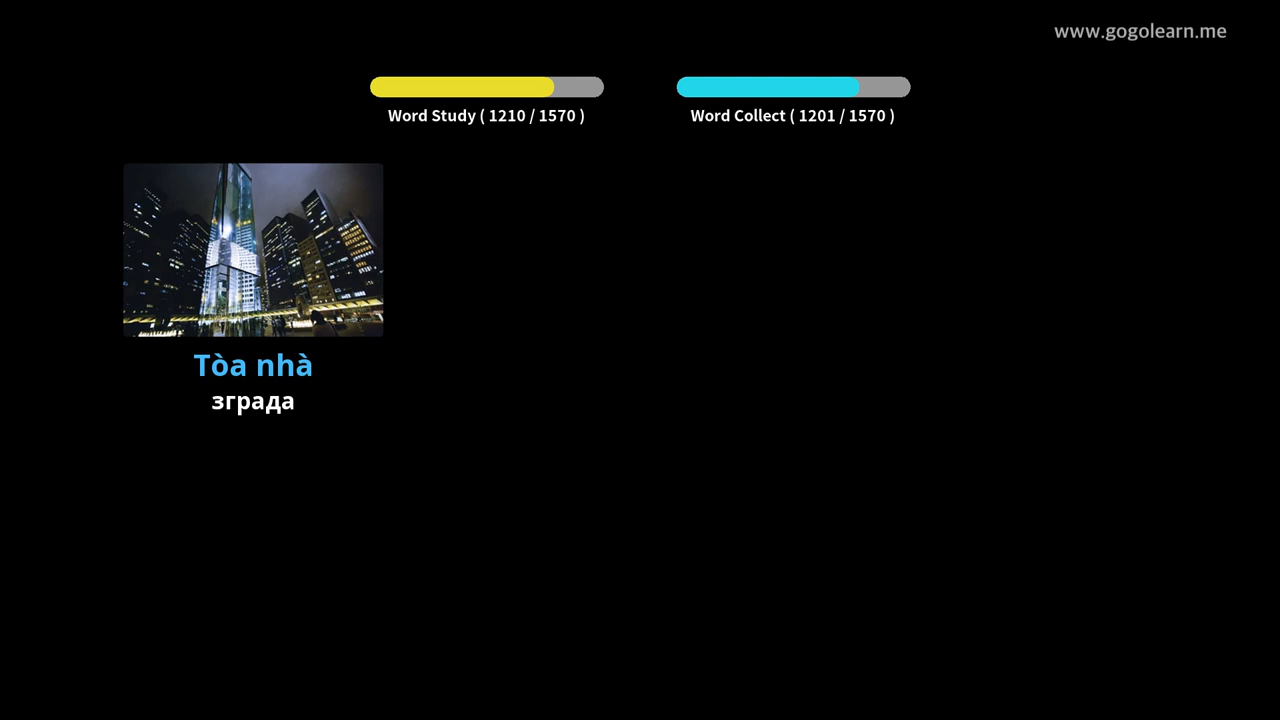 www.gogolearn.me
Word Study ( 1210 / 1570 )
Word Collect ( 1201 / 1570 )
Tòa nhà
зграда